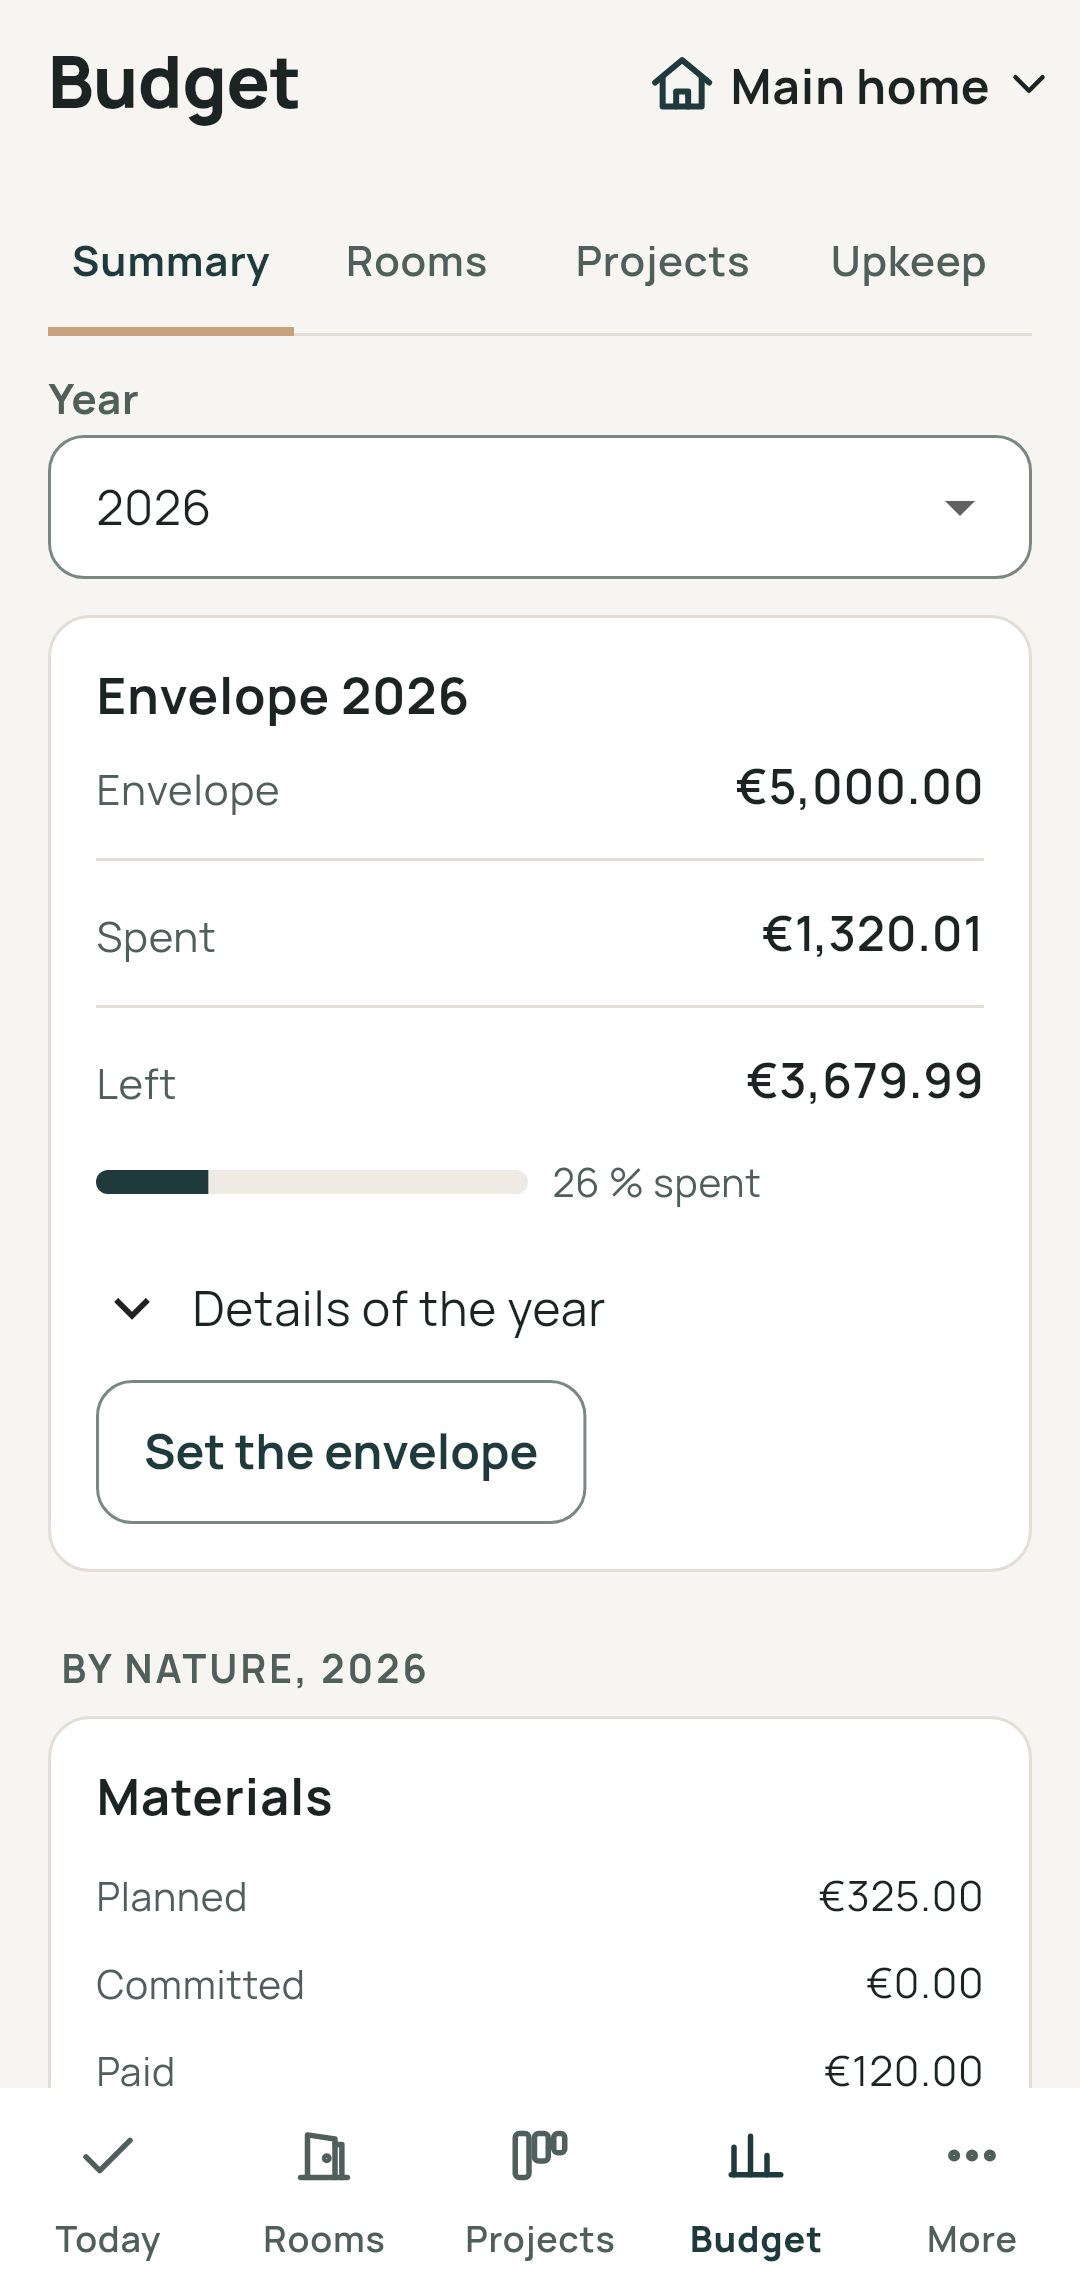 Budget
Main home
Summary Rooms Projects Upkeep
Year
2026
Envelope 2026
Envelope €5,000.00
Spent €1,320.01
Left €3,679.99
26 % spent
Details of the year
Set the envelope
BY NATURE, 2026
Materials
Planned €325.00
Committed €0.00
Paid €120.00
Today Rooms Projects Budget More